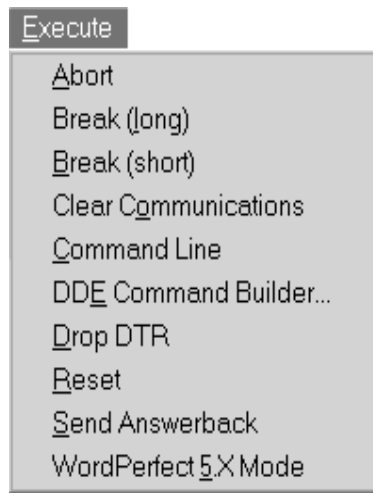 Execute
Abort
Break (long)
Break (short)
Clear Communications
Command Line
DDE Command Builder...
Drop DTR
Reset
Send Answerback
WordPerfect 5.X Mode